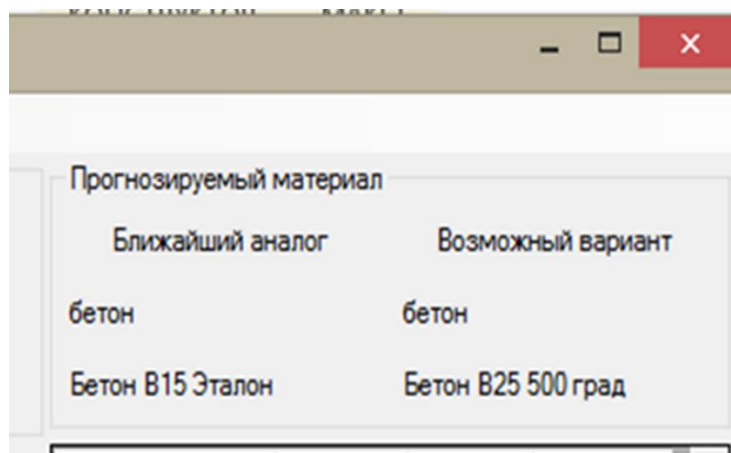 Прогнозируемый материал
Ближайший аналог Возможный вариант
бетон бетон
Бетон В15 Эталон Бетон В25 500 град